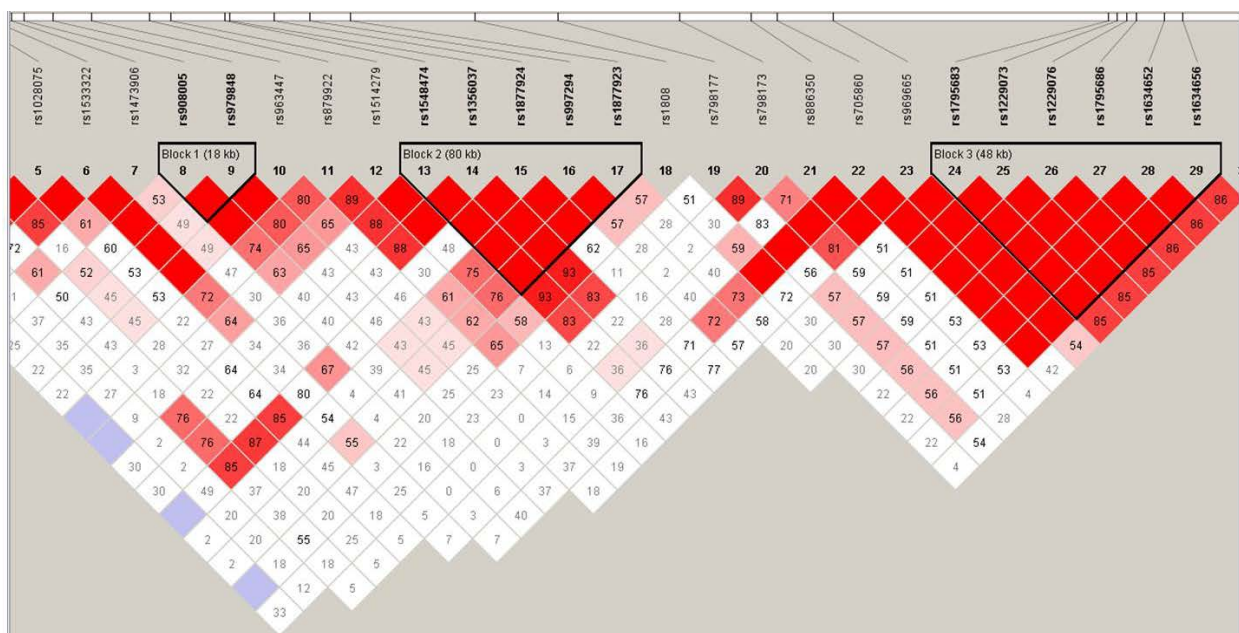 rs1028075
rs1533322
rs1473906
rs908005
rs979848
rs963447
rs879922
rs1514279
rs1548474
rs1356037
rs1877924
rs997294
rs1877923
rs1808
rs798177
rs798173
rs886350
rs705860
rs969665
rs1795683
rs1229073
rs1229076
rs1795686
rs1634652
rs1634656
Block 1 (18 kb) Block 2 (80 kb) Block 3 (48 kb)
5 6 7 8 9 10 11 12 13 14 15 16 17 18 19 20 21 22 23 24 25 26 27 28 29
53 80 89 57 51 89 71 86
85 61 49 80 65 88 57 28 30 83 86
72 16 60 49 74 65 43 88 48 62 28 2 59 81 51 86
61 52 53 47 63 43 30 75 93 11 2 40 56 59 51 85
50 45 53 72 30 40 43 46 61 76 93 83 16 40 73 72 57 59 51 85
37 43 45 22 64 36 40 46 43 62 58 83 22 28 72 58 30 57 59 53 85
25 35 43 28 27 34 36 42 43 45 65 13 22 36 71 57 20 30 57 51 53 54
22 35 3 32 64 34 67 39 45 25 7 6 36 76 77 20 30 56 51 53 42
22 27 18 22 64 80 4 41 25 23 14 9 76 43 22 56 51 4
9 76 22 85 54 4 20 23 0 15 36 43 22 56 28
2 76 87 44 55 22 18 0 3 39 16 22 54
30 2 85 18 45 3 16 0 3 37 19 4
30 49 37 20 47 25 0 6 37 18
20 20 20 18 5 3 40
2 38 55 25 5 7 7
2 18 18 5
12 5
33